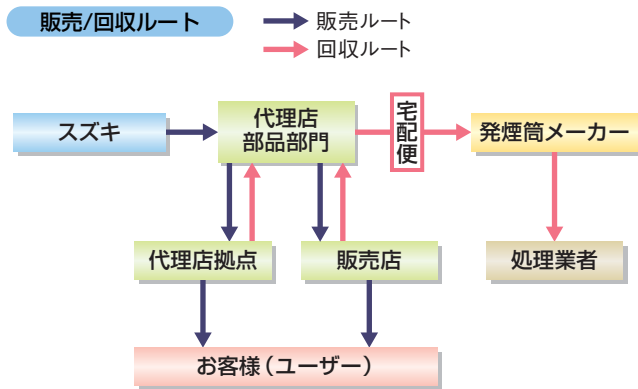 販売/回収ルート
販売ルート
回収ルート
スズキ
代理店
部品部門
宅配便
発煙筒メーカー
代理店拠点
販売店
処理業者
お客様（ユーザー）